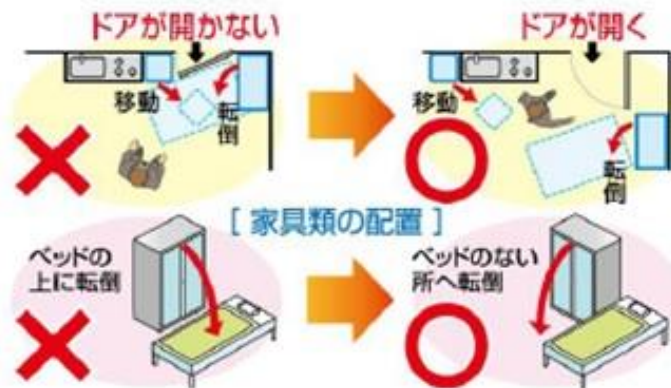 ドアが開かない
ドアが開く
移動
転倒
移動
転倒
[ 家具類の配置 ]
ベッドの
上に転倒
ベッドのない
所へ転倒